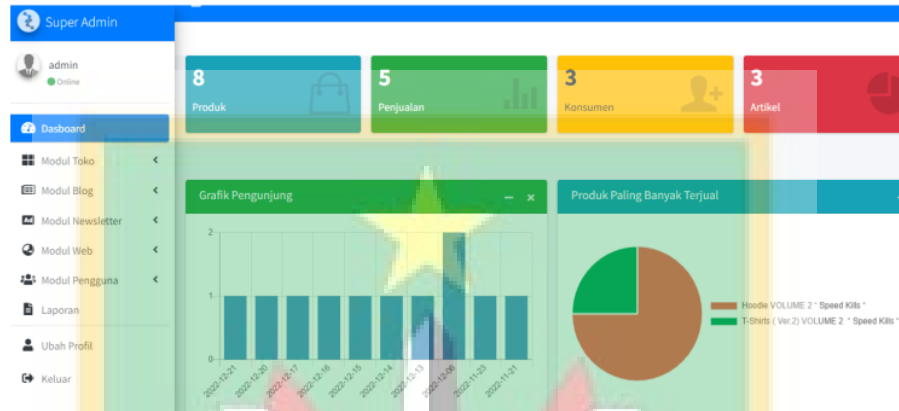 Super Admin
admin
Online
Dasboard
Modul Toko
Modul Blog
Modul Newsletter
Modul Web
Modul Pengguna
Laporan
Ubah Profil
Keluar
8
Produk
5
Penjualan
3
Konsumen
3
Artikel
Grafik Pengunjung
2
1
0
2022-12-21
2022-12-20
2022-12-17
2022-12-16
2022-12-15
2022-12-14
2022-12-13
2022-12-06
2022-11-23
2022-11-21
Produk Paling Banyak Terjual
Hoodie VOLUME 2 " Speed Kills "
T-Shirts ( Ver.2) VOLUME 2 " Speed Kills "